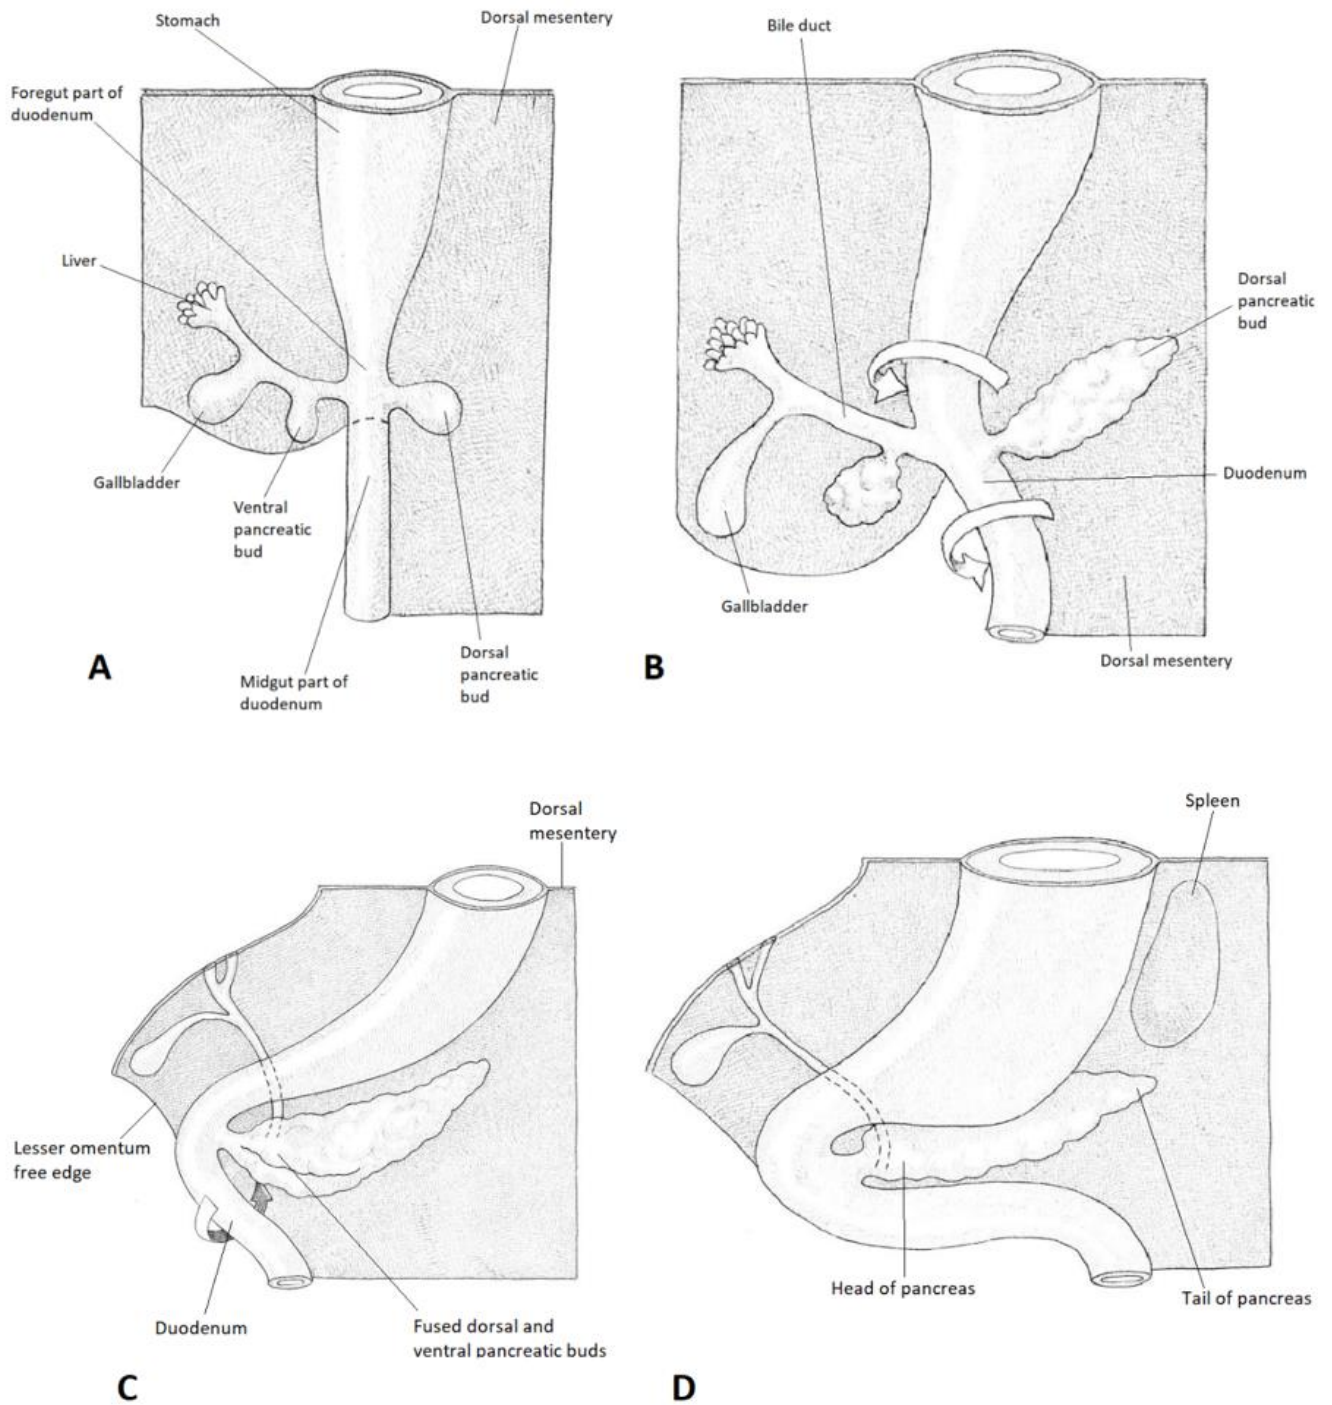 Stomach
Dorsal mesentery
Foregut part of
duodenum
Liver
Gallbladder
Ventral
pancreatic
bud
Midgut part of
duodenum
Dorsal
pancreatic
bud
A
Bile duct
Dorsal
pancreatic
bud
Duodenum
Gallbladder
Dorsal mesentery
B
Dorsal
mesentery
Lesser omentum
free edge
Duodenum
Fused dorsal and
ventral pancreatic buds
C
Spleen
Head of pancreas
Tail of pancreas
D